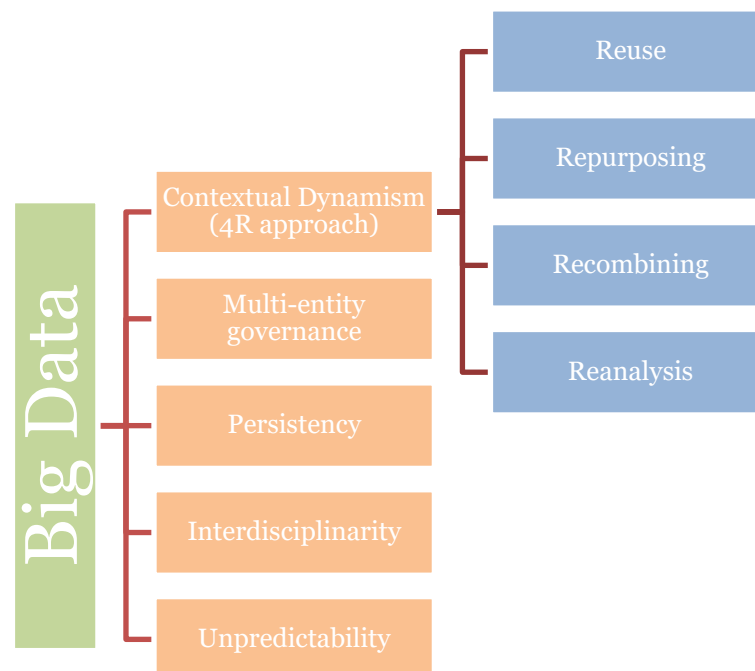 Big Data
Contextual Dynamism
(4R approach)
Multi-entity
governance
Persistency
Interdisciplinarity
Unpredictability
Reuse
Repurposing
Recombining
Reanalysis